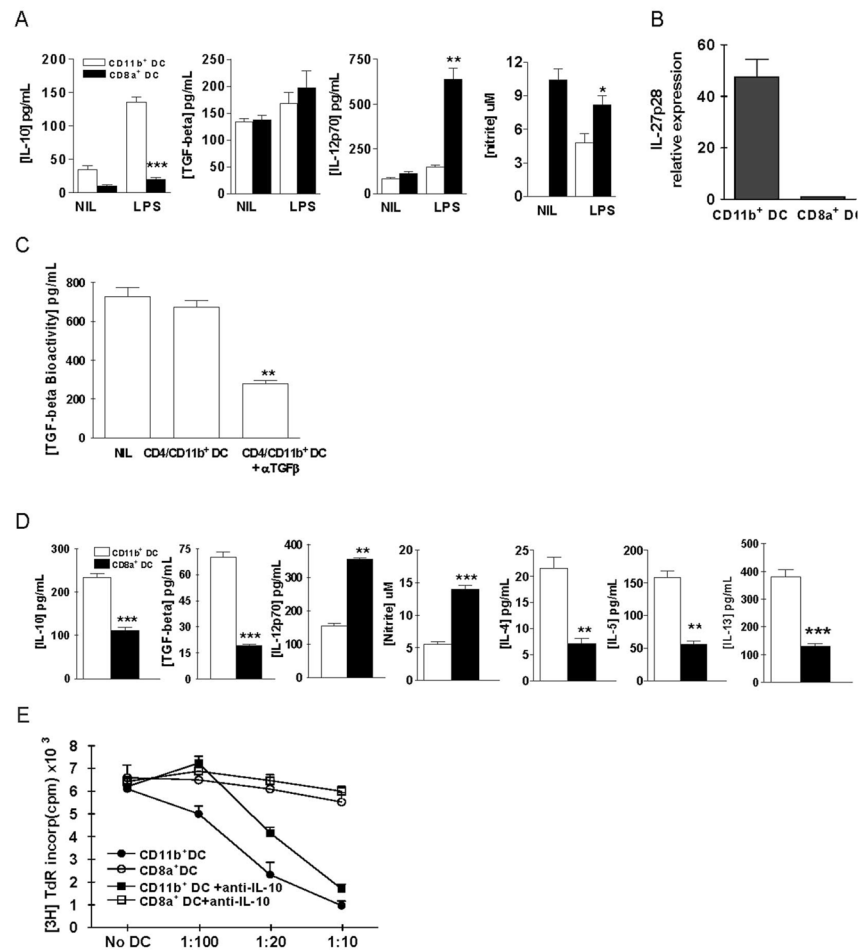 A
B
CD11b+ DC
CD8a+ DC
[IL-10] pg/mL
200
150
100
50
0
***
NIL LPS
[TGF-beta] pg/mL
250
200
150
100
50
0
NIL LPS
[IL-12p70] pg/mL
750
500
250
0
**
NIL LPS
[nitrite] uM
12
9
6
3
0
*
NIL LPS
IL-27p28
relative expression
60
40
20
0
CD11b+ DC CD8a+ D
C
[TGF-beta Bioactivity] pg/mL
800
600
400
200
0
**
NIL CD4/CD11b+ DC CD4/CD11b+ DC
+ αTGFβ
D
CD11b+ DC
CD8a+ DC
[IL-10] pg/mL
300
200
100
0
***
[TGF-beta] pg/mL
75
60
45
30
15
0
***
[IL-12p70] pg/mL
400
300
200
100
0
**
[Nitrite] uM
20
15
10
5
0
***
[IL-4] pg/mL
25
20
15
10
5
0
**
[IL-5] pg/mL
200
150
100
50
0
**
[IL-13] pg/mL
400
300
200
100
0
***
E
[3H] TdR incorp(cpm) x10 3
8
7
6
5
4
3
2
1
0
CD11b+DC
CD8a+DC
CD11b+ DC +anti-IL-10
CD8a+ DC+anti-IL-10
No DC 1:100 1:20 1:10